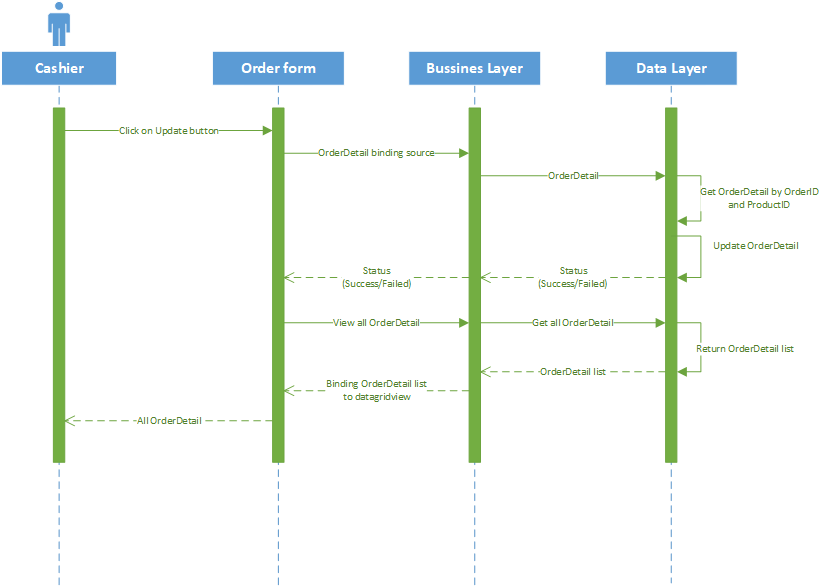 Cashier
Order form
Bussines Layer
Data Layer
Click on Update button
OrderDetail binding source
OrderDetail
Get OrderDetail by OrderID
and ProductID
Update OrderDetail
Status
(Success/Failed)
Status
(Success/Failed)
View all OrderDetail
Get all OrderDetail
Return OrderDetail list
OrderDetail list
Binding OrderDetail list
to datagridview
All OrderDetail